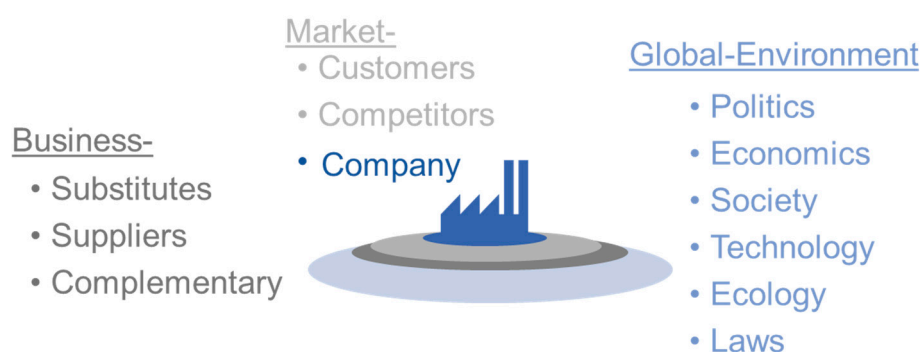 Market-
• Customers
• Competitors
• Company
Business-
• Substitutes
• Suppliers
• Complementary
Global-Environment
• Politics
• Economics
• Society
• Technology
• Ecology
• Laws